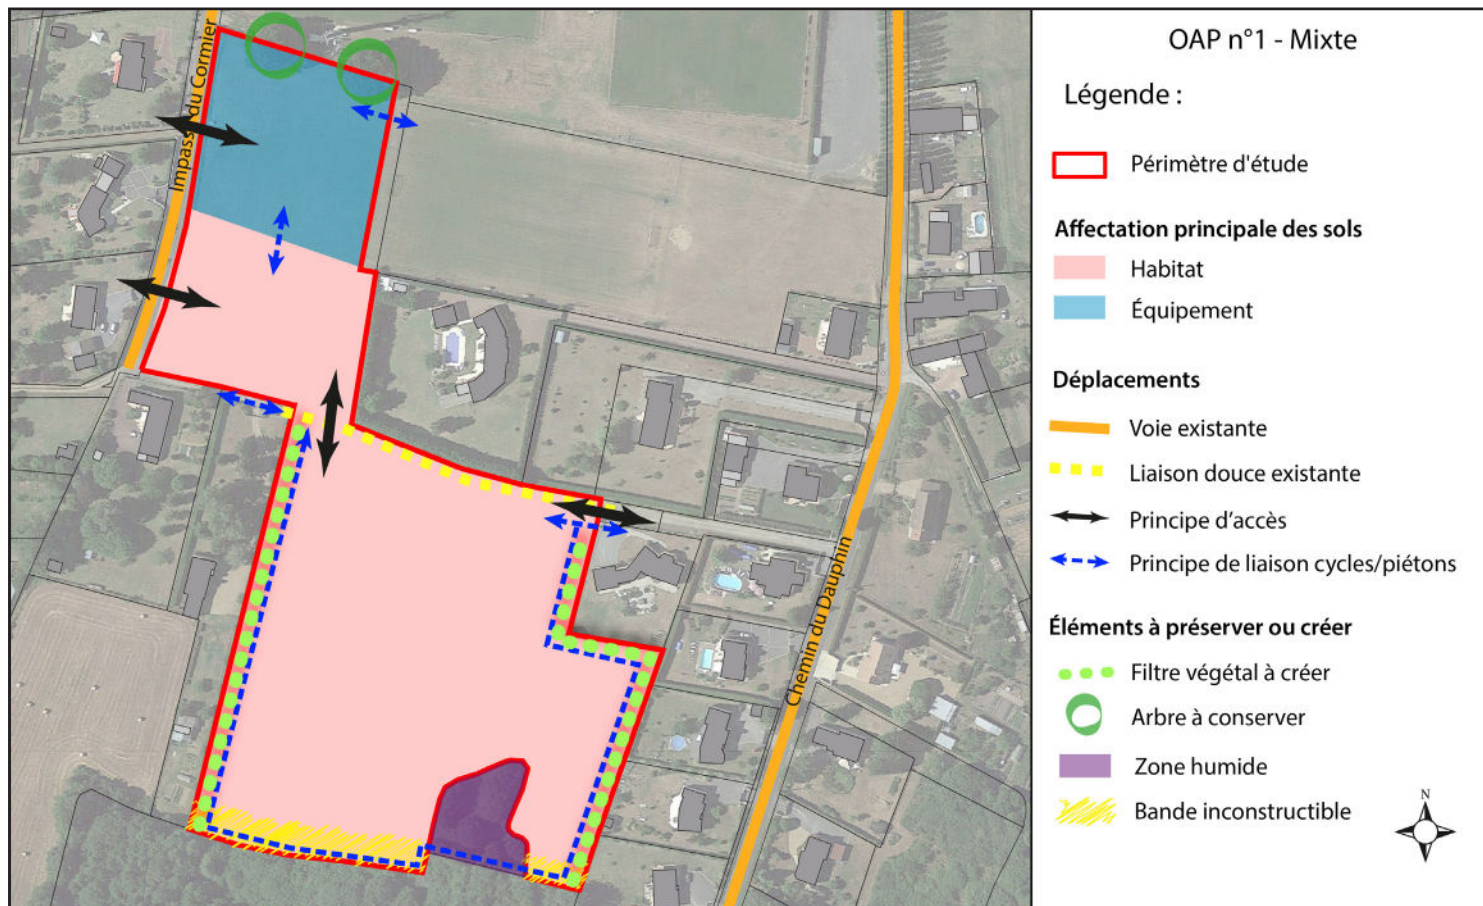 Impasse du Cormier
Chemin du Dauphin
OAP n°1 - Mixte
Légende :
Périmètre d'étude
Affectation principale des sols
Habitat
Équipement
Déplacements
Voie existante
Liaison douce existante
Principe d'accès
Principe de liaison cycles/piétons
Éléments à préserver ou créer
Filtre végétal à créer
Arbre à conserver
Zone humide
Bande inconstructible
N